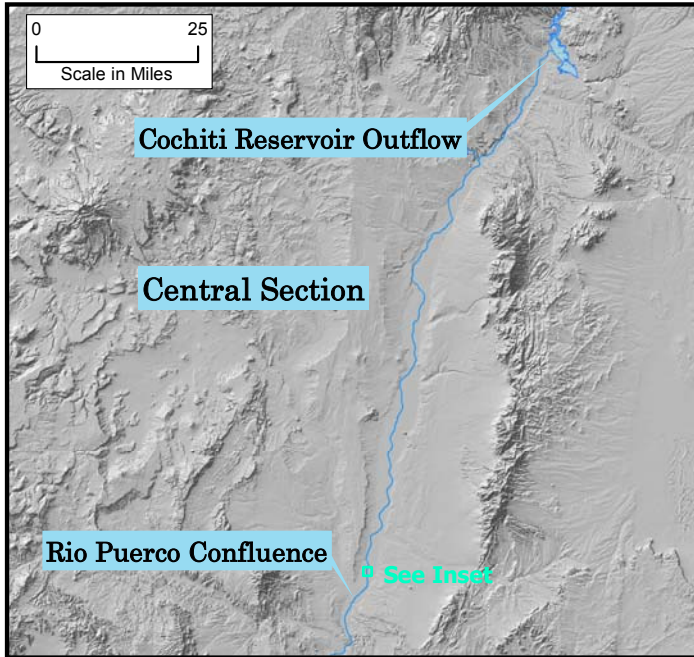 0 25
Scale in Miles
Cochiti Reservoir Outflow
Central Section
Rio Puerco Confluence
See Inset